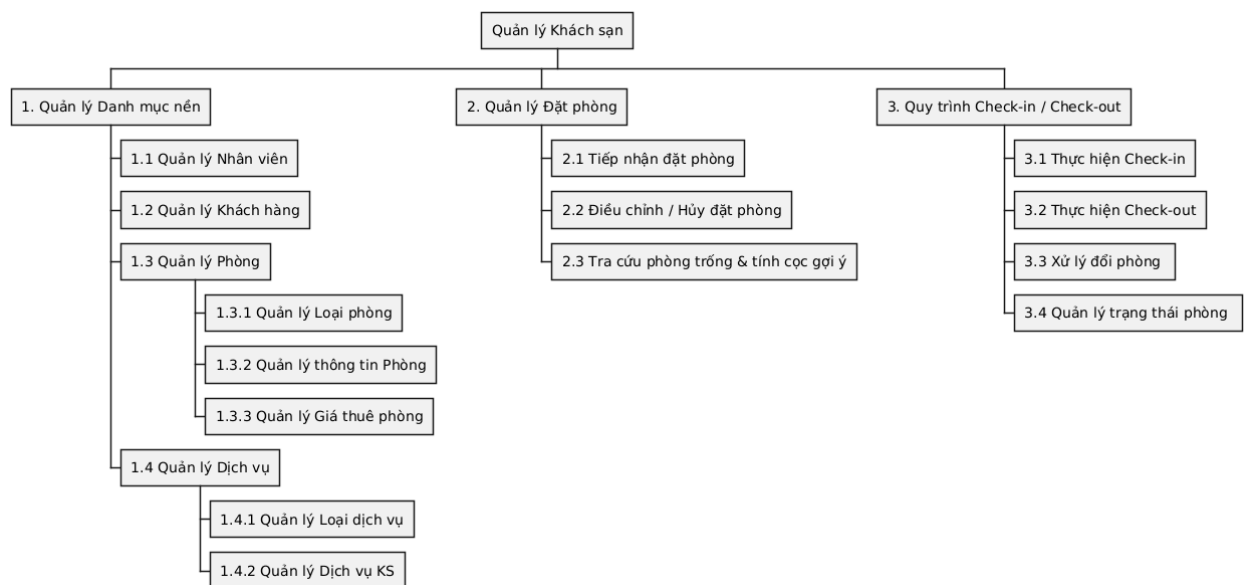 Quản lý Khách sạn
1. Quản lý Danh mục nền
1.1 Quản lý Nhân viên
1.2 Quản lý Khách hàng
1.3 Quản lý Phòng
1.3.1 Quản lý Loại phòng
1.3.2 Quản lý thông tin Phòng
1.3.3 Quản lý Giá thuê phòng
1.4 Quản lý Dịch vụ
1.4.1 Quản lý Loại dịch vụ
1.4.2 Quản lý Dịch vụ KS
2. Quản lý Đặt phòng
2.1 Tiếp nhận đặt phòng
2.2 Điều chỉnh / Hủy đặt phòng
2.3 Tra cứu phòng trống & tính cọc gợi ý
3. Quy trình Check-in / Check-out
3.1 Thực hiện Check-in
3.2 Thực hiện Check-out
3.3 Xử lý đổi phòng
3.4 Quản lý trạng thái phòng